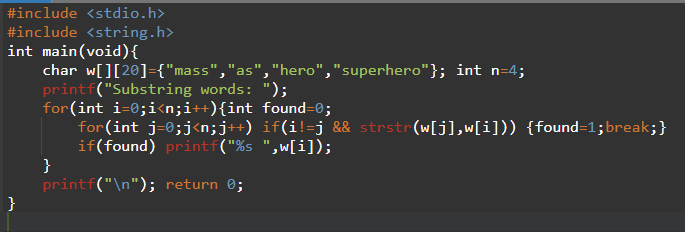 #include <stdio.h>
#include <string.h>
int main(void){
    char w[][20]={"mass","as","hero","superhero"}; int n=4;
    printf("Substring words: ");
    for(int i=0;i<n;i++){int found=0;
        for(int j=0;j<n;j++) if(i!=j && strstr(w[j],w[i])) {found=1;break;}
        if(found) printf("%s ",w[i]);
    }
    printf("\n"); return 0;
}